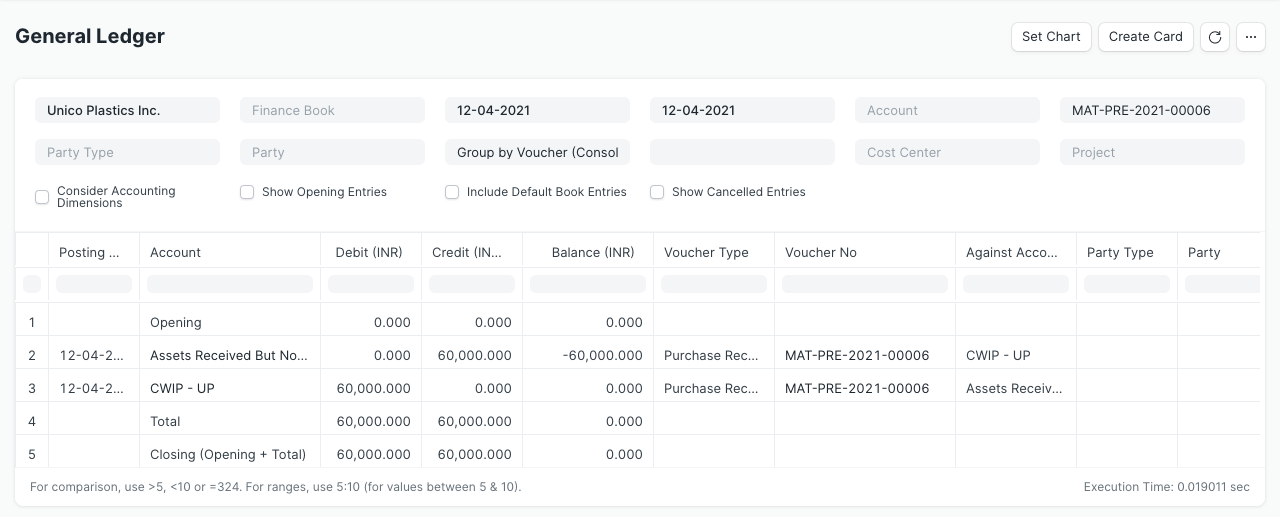 General Ledger
Set Chart
Create Card
Unico Plastics Inc.
Finance Book
12-04-2021
12-04-2021
Account
MAT-PRE-2021-00006
Party Type
Party
Group by Voucher (Consol
Cost Center
Project
Consider Accounting
Dimensions
Show Opening Entries
Include Default Book Entries
Show Cancelled Entries
Posting ... Account Debit (INR) Credit (IN... Balance (INR) Voucher Type Voucher No Against Acco... Party Type Party
1 Opening 0.000 0.000 0.000
2 12-04-2... Assets Received But No... 0.000 60,000.000 -60,000.000 Purchase Rec... MAT-PRE-2021-00006 CWIP - UP
3 12-04-2... CWIP - UP 60,000.000 0.000 0.000 Purchase Rec... MAT-PRE-2021-00006 Assets Receiv...
4 Total 60,000.000 60,000.000 0.000
5 Closing (Opening + Total) 60,000.000 60,000.000 0.000
For comparison, use >5, <10 or =324. For ranges, use 5:10 (for values between 5 & 10).
Execution Time: 0.019011 sec